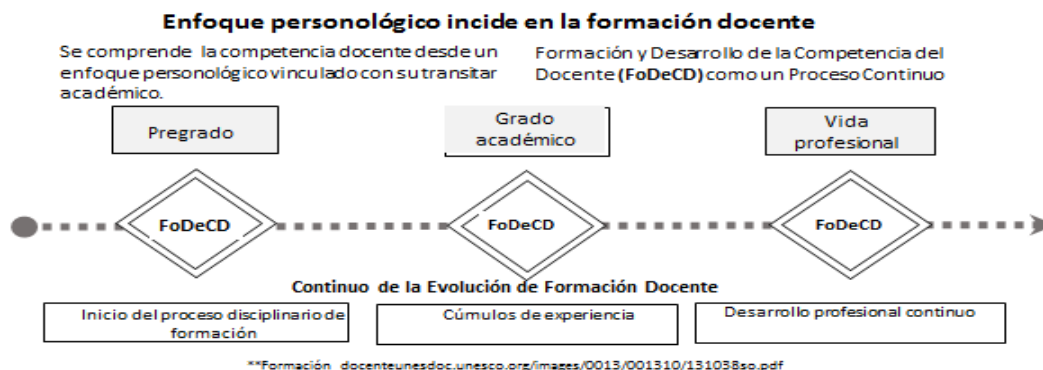 Enfoque personológico incide en la formación docente
Se comprende la competencia docente desde un
enfoque personológico vinculado con su transitar
académico.
Formación y Desarrollo de la Competencia del
Docente (FoDeCD) como un Proceso Continuo
Pregrado
Grado
académico
Vida
profesional
FoDeCD
FoDeCD
FoDeCD
Continuo de la Evolución de Formación Docente
Inicio del proceso disciplinario de
formación
Cúmulos de experiencia
Desarrollo profesional continuo
**Formación docenteunesdoc.unesco.org/images/0013/001310/131038so.pdf